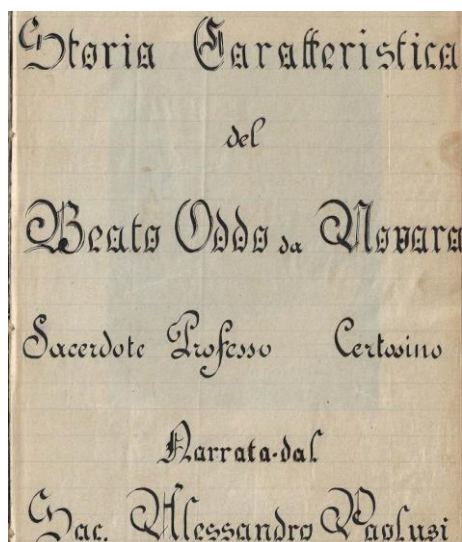 Storia Caratteristica
del
Beato Oddo da Novara
Sacerdote Professo Certosino
Narrata dal
Sac. Alessandro Paolusi